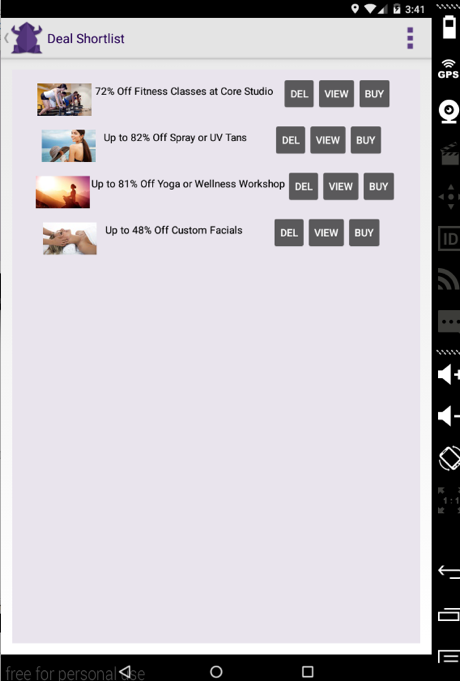 3:41
Deal Shortlist
72% Off Fitness Classes at Core Studio DEL VIEW BUY
Up to 82% Off Spray or UV Tans DEL VIEW BUY
Up to 81% Off Yoga or Wellness Workshop DEL VIEW BUY
Up to 48% Off Custom Facials DEL VIEW BUY
GPS
ID
1:1
free for personal use